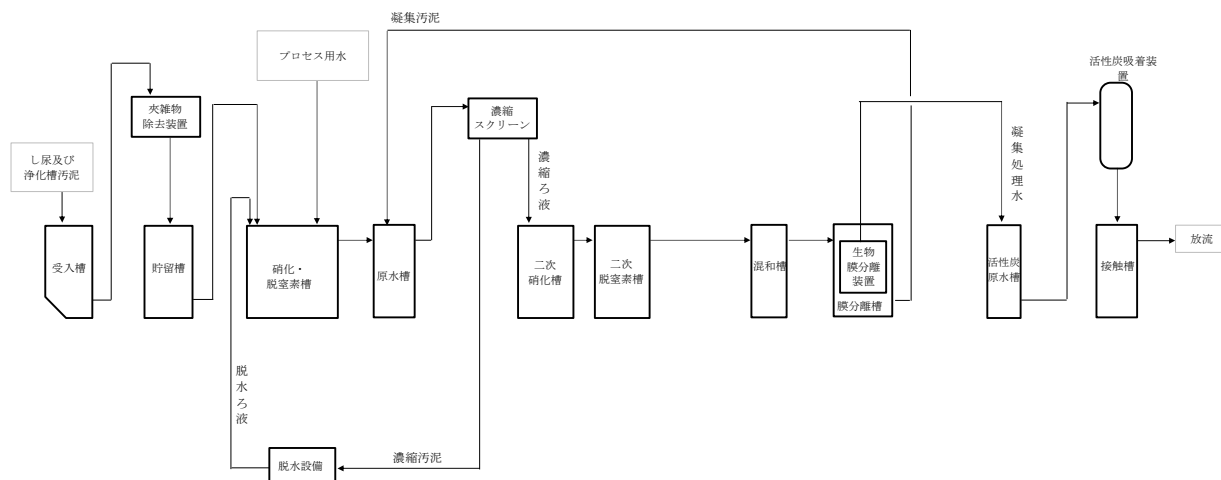 凝集汚泥
プロセス用水
活性炭吸着装
置
夾雑物
除去装置
濃縮
スクリーン
し尿及び
浄化槽汚泥
濃縮ろ液
凝集処理水
受入槽
貯留槽
硝化・
脱窒素槽
原水槽
二次
硝化槽
二次
脱窒素槽
混和槽
生物
膜分離
装置
膜分離槽
活性炭
原水槽
接触槽
放流
脱水ろ液
脱水設備
濃縮汚泥